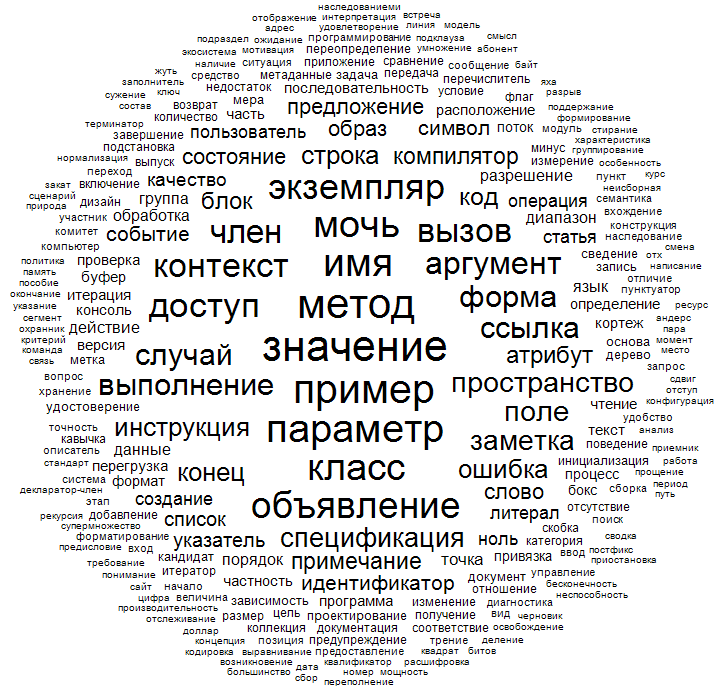 наследованиеми
отображение интерпретация встреча
адрес удовлетворение линия модель
подраздел ожидание программирование подклауза смысл
экосистема мотивация переопределение умножение абонент
наличие ситуация приложение сравнение
жуть средство метаданные задача передача сообщение байт
заполнитель недостаток последовательность перечислитель яха
сужение ключ условие разрыв
состав возврат мера предложение расположение флаг поддержание
количество часть формирование
терминатор завершение пользователь образ символ поток модуль стирание
подстановка характеристика
нормализация выпуск состояние строка компилятор минус группирование
переход измерение особенность
закат включение качество экземпляр разрешение пункт курс
сценарий дизайн группа блок код операция семантика неисборная
природа мочь
участник обработка член вызов диапазон вхождение
комитет событие статья конструкция
компьютер наследование
политика проверка контекст имя аргумент сведение отх смена
память буфер запись написание
пособие язык отличие
окончание итерация доступ метод форма определение пунктуатор
указание консоль ресурс
сегмент действие ссылка кортеж андерс
охранник значение пара
критерий версия случай атрибут основа момент
команда метка дерево место
связь запрос
вопрос выполнение пример пространство сдвиг
хранение отступ
удостоверение поле чтение конфигурация
точность инструкция параметр заметка удобство
кавычка текст анализ
описатель данные поведение приемник
стандарт перегрузка конец класс ошибка инициализация работа
система формат процесс прощение
декларатор-член слово бокс сборка период
этап создание объявление путь
рекурсия добавление список литерал отсутствие
супермножество поиск
форматирование указатель спецификация ноль скобка сводка
предисловие вход категория
требование кандидат порядок примечание точка привязка ввод постфикс
понимание итератор приостановка
сайт начало частность идентификатор документ управление
цифра величина отношение бесконечность
производительность зависимость программа изменение диагностика неспособность
отслеживание размер цель проектирование получение вид черновик
доллар коллекция документация соответствие освобождение
концепция позиция предупреждение трение деление
кодировка выравнивание предоставление квадрат битов
возникновение дата квалификатор расшифровка
большинство сбор номер мощность
переполнение